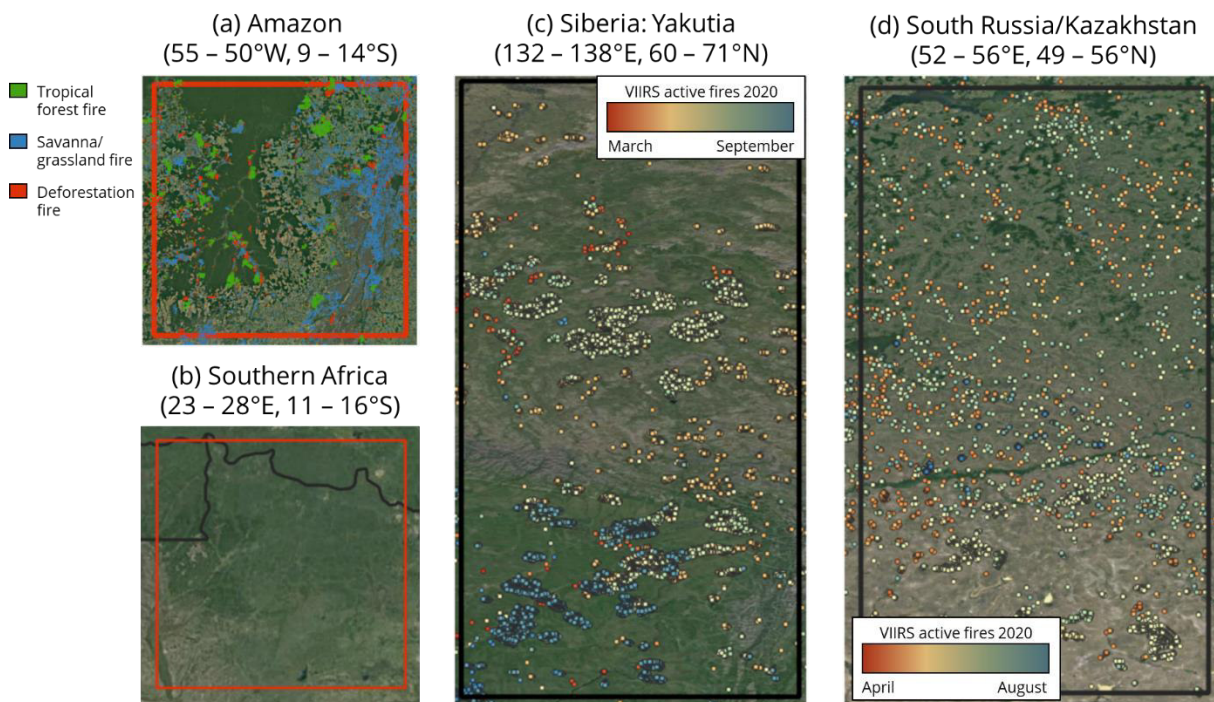 (a) Amazon
(55 – 50°W, 9 – 14°S)
Tropical
forest fire
Savanna/
grassland fire
Deforestation
fire
(b) Southern Africa
(23 – 28°E, 11 – 16°S)
(c) Siberia: Yakutia
(132 – 138°E, 60 – 71°N)
VIIRS active fires 2020
March September
(d) South Russia/Kazakhstan
(52 – 56°E, 49 – 56°N)
VIIRS active fires 2020
April August